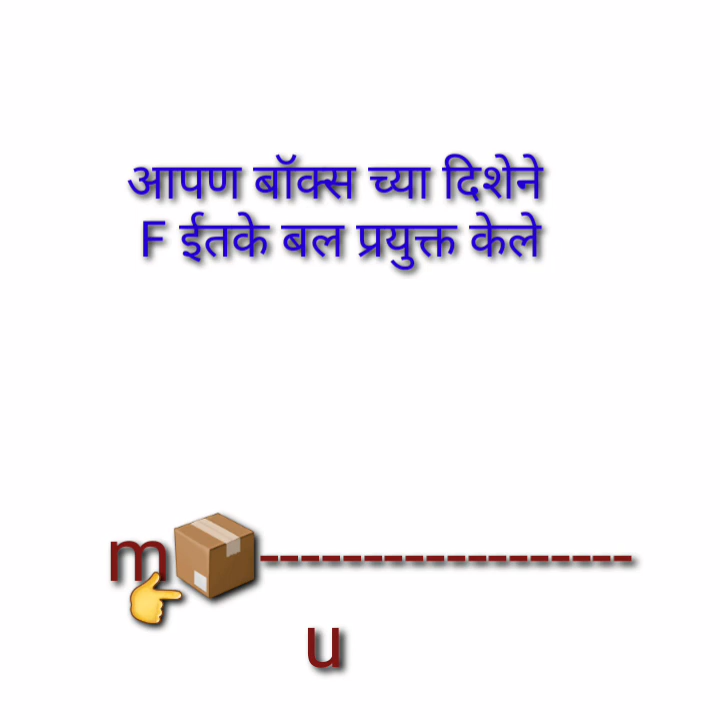 आपण बॉक्स च्या दिशेने
F ईतके बल प्रयुक्त केले
m------------------
u